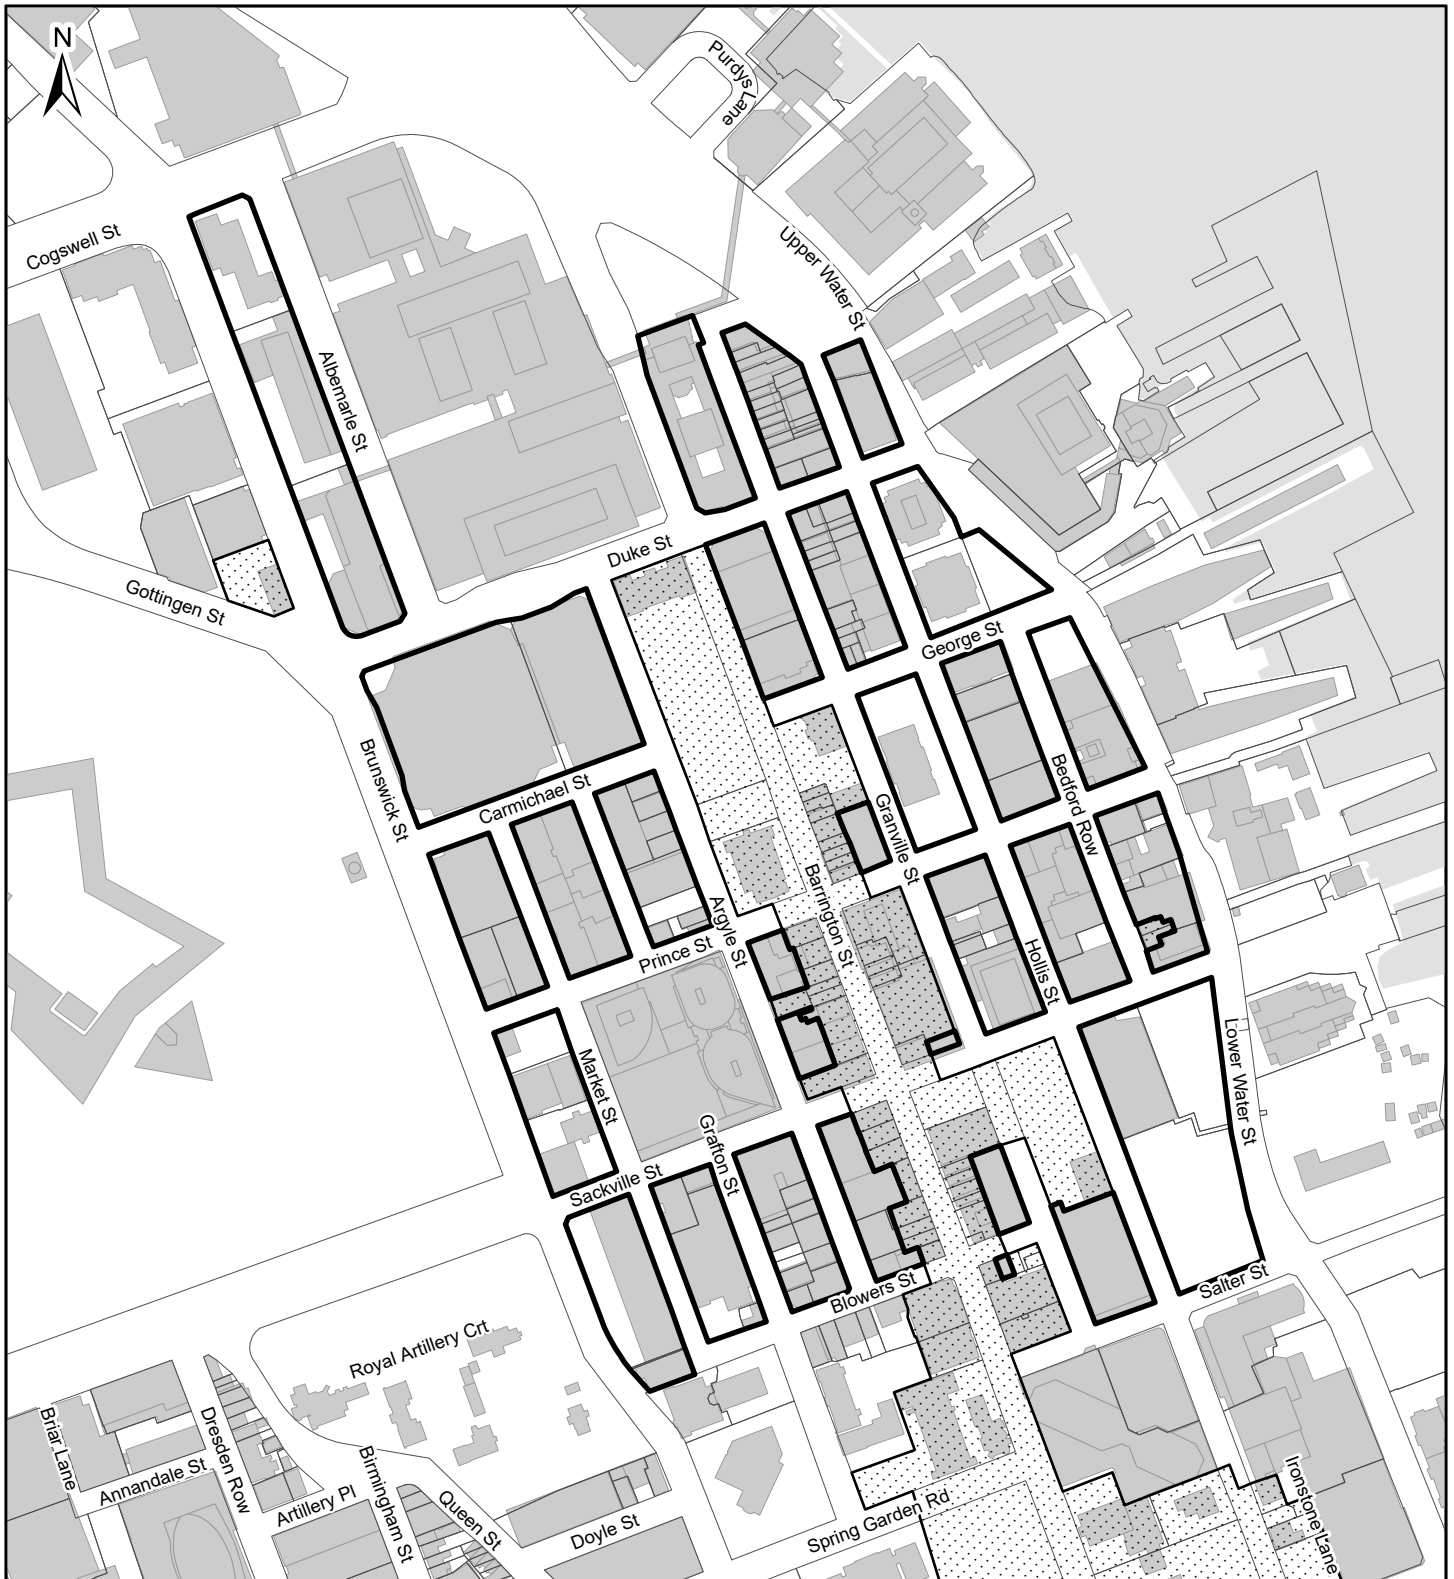 N
Purdys Lane
Cogswell St
Upper Water St
Albemarle St
Duke St
Gottingen St
George St
Brunswick St
Carmichael St
Bedford Row
Granville St
Barrington St
Argyle St
Prince St
Hollis St
Market St
Lower Water St
Grafton St
Sackville St
Blowers St
Salter St
Royal Artillery Crt
Briar Lane
Dresden Row
Annandale St
Artillery Pl
Birmingham St
Queen St
Doyle St
Spring Garden Rd
Ironstone Lane